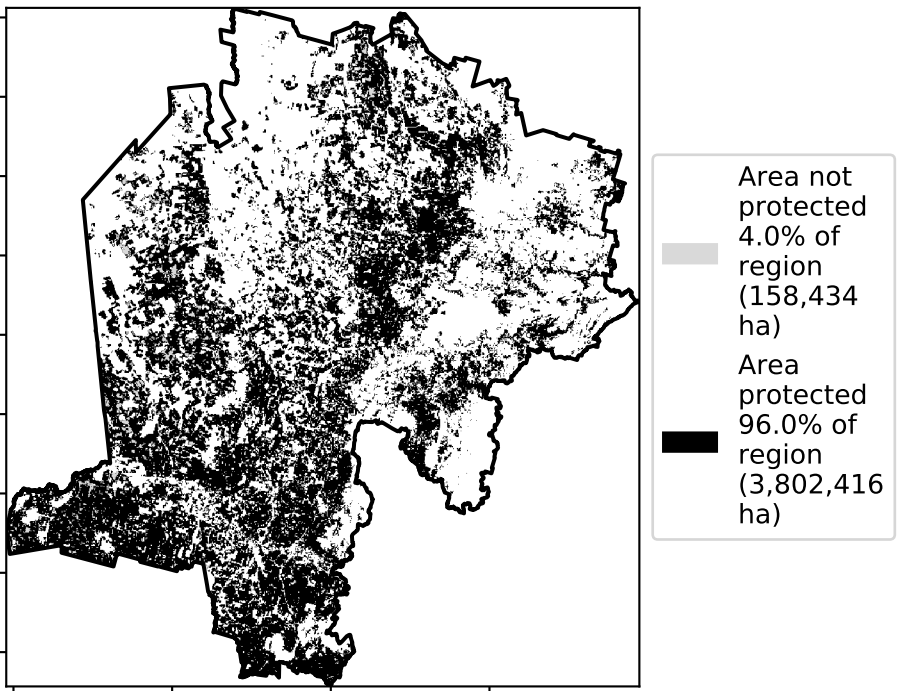 Area not
protected
4.0% of
region
(158,434
ha)
Area
protected
96.0% of
region
(3,802,416
ha)